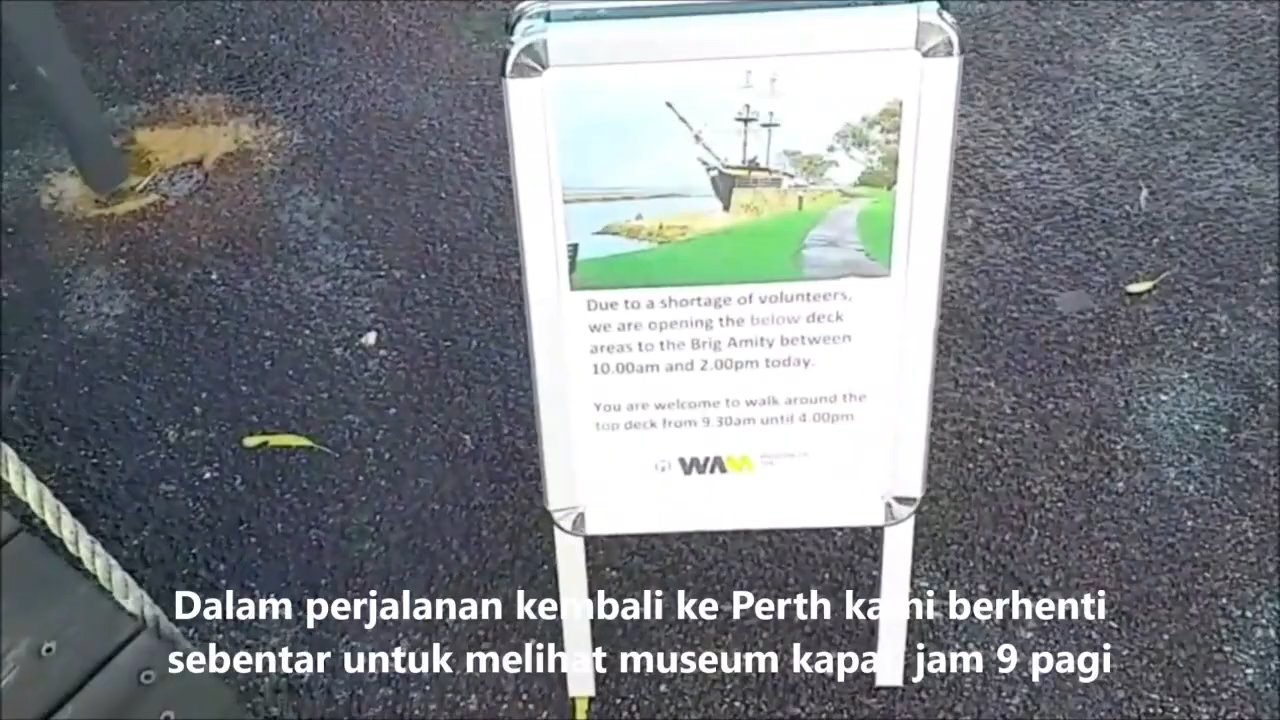 Due to a shortage of volunteers,
we are opening the below deck
areas to the Brig Amity between
10.00am and 2.00pm today.
You are welcome to walk around the
top deck from 9.30am until 4.00pm
WAM
Dalam perjalanan kembali ke Perth kami berhenti
sebentar untuk melihat museum kapal jam 9 pagi